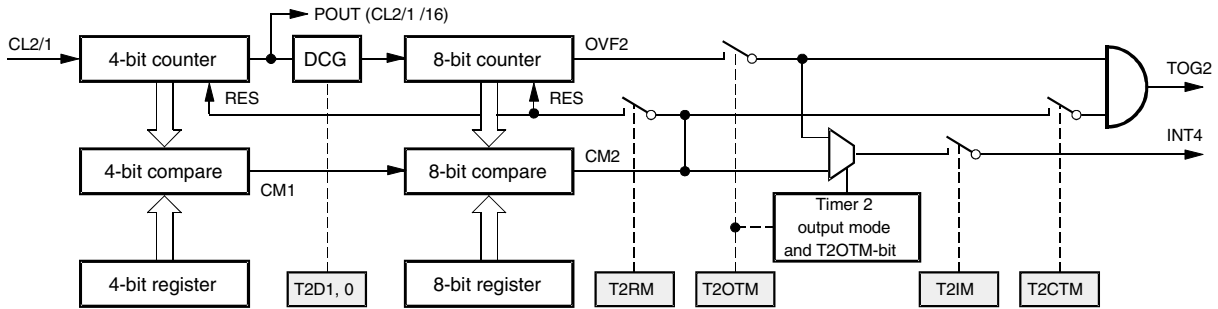 POUT (CL2/1 /16)
CL2/1
4-bit counter
DCG
8-bit counter
OVF2
TOG2
RES
RES
INT4
4-bit compare
CM1
8-bit compare
CM2
Timer 2
output mode
and T2OTM-bit
4-bit register
T2D1, 0
8-bit register
T2RM
T2OTM
T2IM
T2CTM